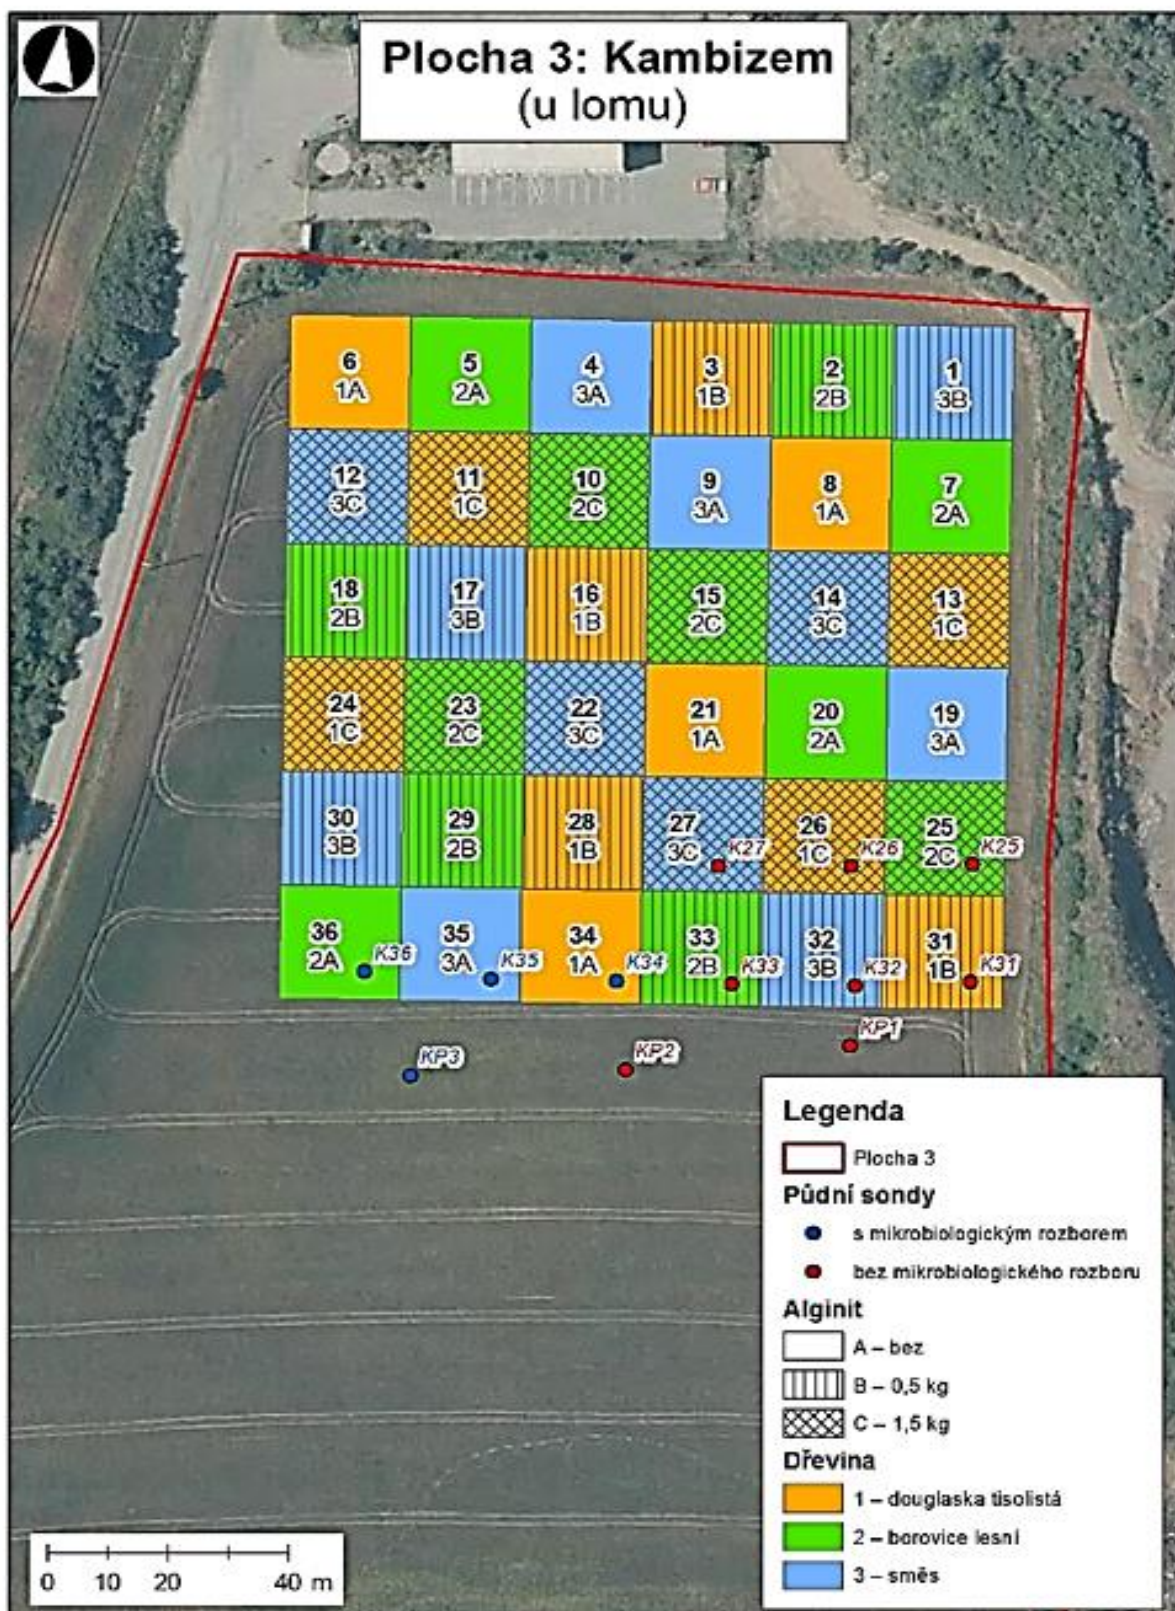 Plocha 3: Kambizem
(u lomu)
6 5 4 3 2 1
1A 2A 3A 1B 2B 3B
12 11 10 9 8 7
3C 1C 2C 3A 1A 2A
18 17 16 15 14 13
2B 3B 1B 2C 3C 1C
24 23 22 21 20 19
1C 2C 3C 1A 2A 3A
30 29 28 27 26 25
3B 2B 1B 3C 1C 2C
K27 K26 K25
36 35 34 33 32 31
2A 3A 1A 2B 3B 1B
K36 K35 K34 K33 K32 K31
KP3 KP2 KP1
Legenda
Plocha 3
Půdní sondy
s mikrobiologickým rozborem
bez mikrobiologického rozboru
Alginit
A – bez
B – 0,5 kg
C – 1,5 kg
Dřevina
1 – douglaska tisolistá
2 – borovice lesní
3 – směs
0 10 20 40 m